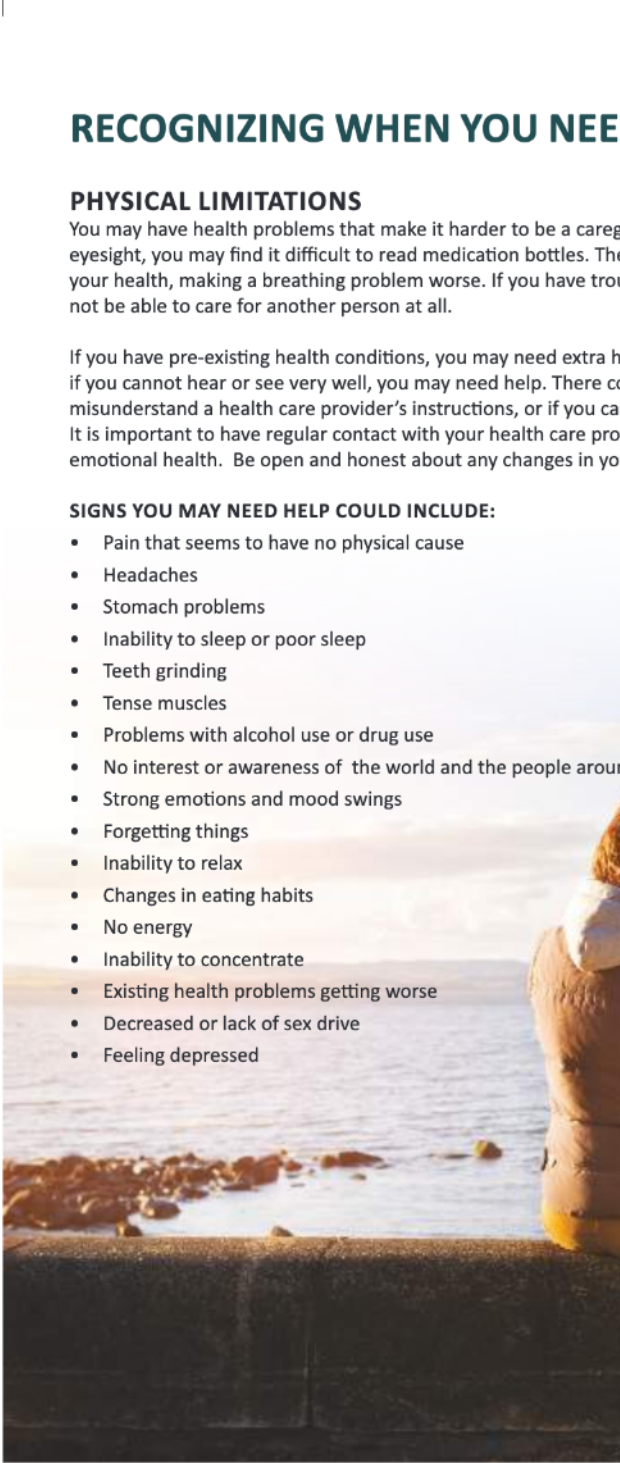 RECOGNIZING WHEN YOU NEE
PHYSICAL LIMITATIONS
You may have health problems that make it harder to be a careg
eyesight, you may find it difficult to read medication bottles. The
your health, making a breathing problem worse. If you have trou
not be able to care for another person at all.
If you have pre-existing health conditions, you may need extra h
if you cannot hear or see very well, you may need help. There co
misunderstand a health care provider’s instructions, or if you ca
It is important to have regular contact with your health care pro
emotional health.  Be open and honest about any changes in yo
SIGNS YOU MAY NEED HELP COULD INCLUDE:
• Pain that seems to have no physical cause
• Headaches
• Stomach problems
• Inability to sleep or poor sleep
• Teeth grinding
• Tense muscles
• Problems with alcohol use or drug use
• No interest or awareness of  the world and the people arou
• Strong emotions and mood swings
• Forgetting things
• Inability to relax
• Changes in eating habits
• No energy
• Inability to concentrate
• Existing health problems getting worse
• Decreased or lack of sex drive
• Feeling depressed